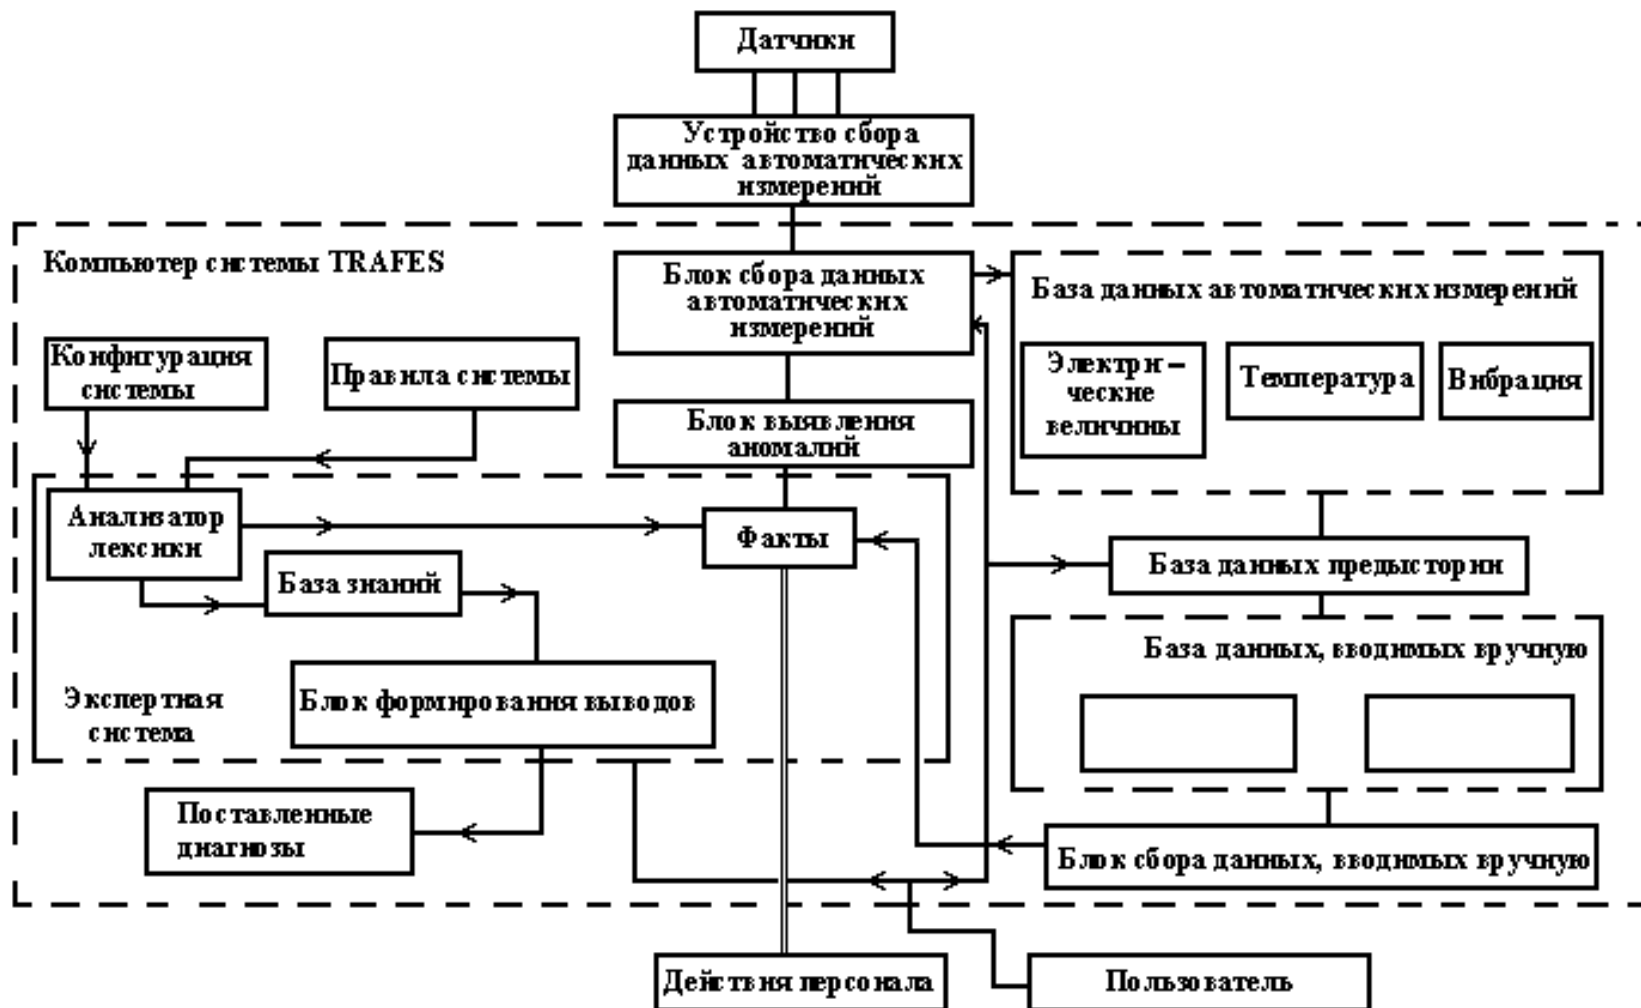 Датчики
Устройство сбора
данных автоматических
измерений
Компьютер системы TRAFES
Блок сбора данных
автоматических
измерений
База данных автоматических измерений
Конфигурация
системы
Правила системы
Электри –
ческие
величины
Температура
Вибрация
Блок выявления
аномалий
Анализатор
лексики
Факты
База знаний
База данных предыстории
База данных, вводимых вручную
Экспертная
система
Блок формирования выводов
Поставленные
диагнозы
Блок сбора данных, вводимых вручную
Действия персонала
Пользователь